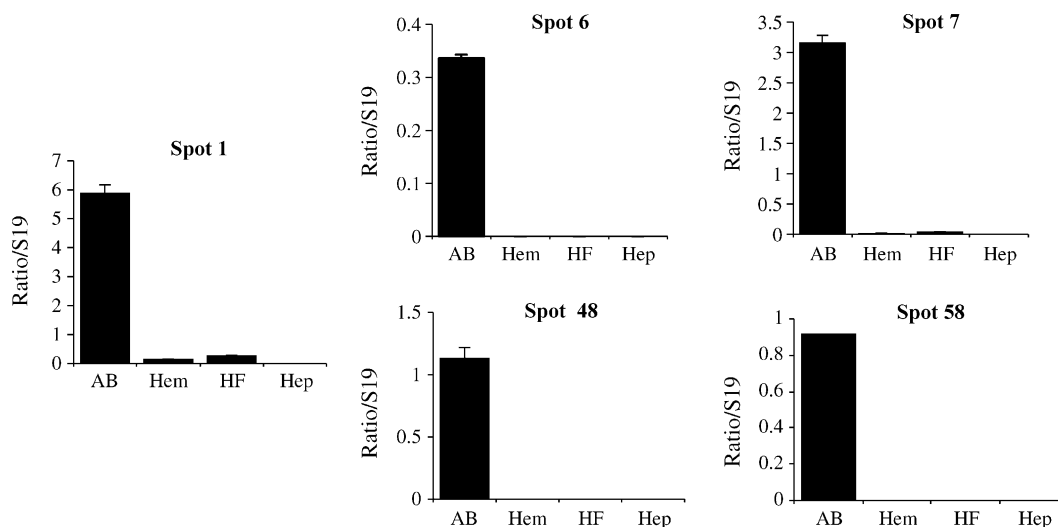 Spot 1
Ratio/S19
7
6
5
4
3
2
1
0
AB Hem HF Hep
Spot 6
Ratio/S19
0.4
0.3
0.2
0.1
0
AB Hem HF Hep
Spot 7
Ratio/S19
3.5
3
2.5
2
1.5
1
0.5
0
AB Hem HF Hep
Spot 48
Ratio/S19
1.5
1
0.5
0
AB Hem HF Hep
Spot 58
Ratio/S19
1
0.8
0.6
0.4
0.2
0
AB Hem HF Hep